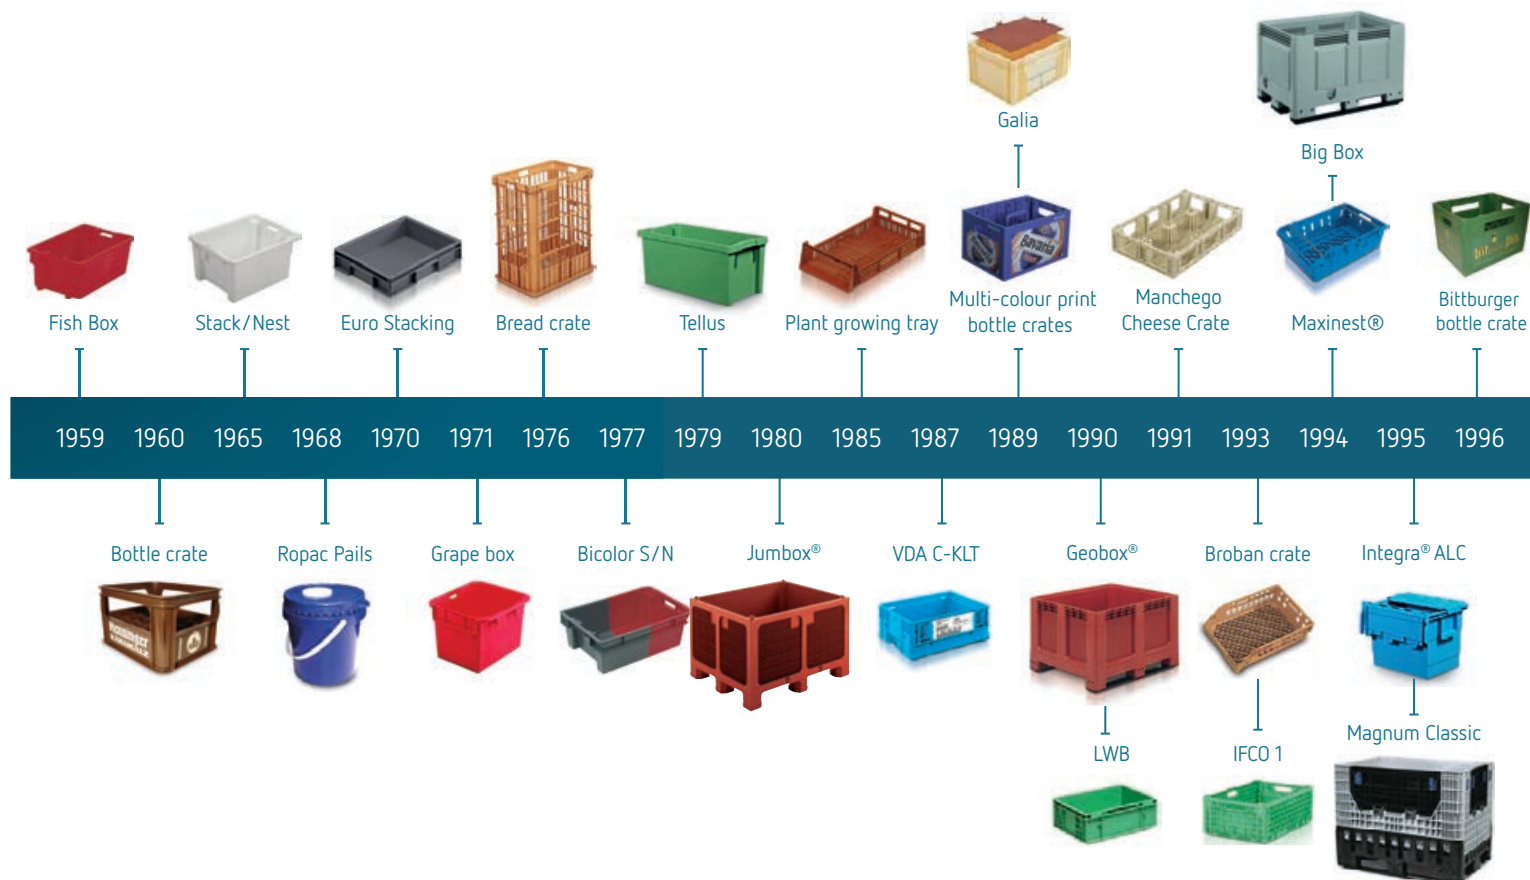 Galia
Big Box
Fish Box
Stack/Nest
Euro Stacking
Bread crate
Tellus
Plant growing tray
Bavaria
Multi-colour print
bottle crates
Manchego
Cheese Crate
Maxinest®
Bittburger
bottle crate
1959 1960 1965 1968 1970 1971 1976 1977 1979 1980 1985 1987 1989 1990 1991 1993 1994 1995 1996
Bottle crate
Ropac Pails
Grape box
Bicolor S/N
Jumbox®
VDA C-KLT
Geobox®
Broban crate
Integra® ALC
LWB
IFCO 1
Magnum Classic